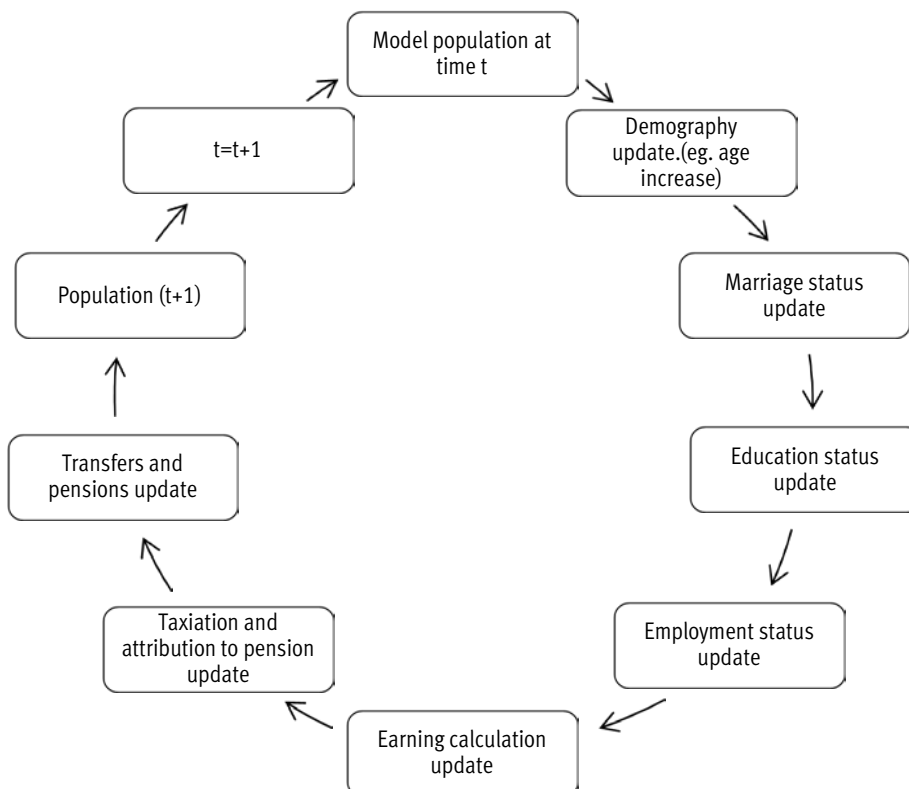 Model population at
time t
Demography
update.(eg. age
increase)
Marriage status
update
Education status
update
Employment status
update
Earning calculation
update
Taxiation and
attribution to pension
update
Transfers and
pensions update
Population (t+1)
t=t+1